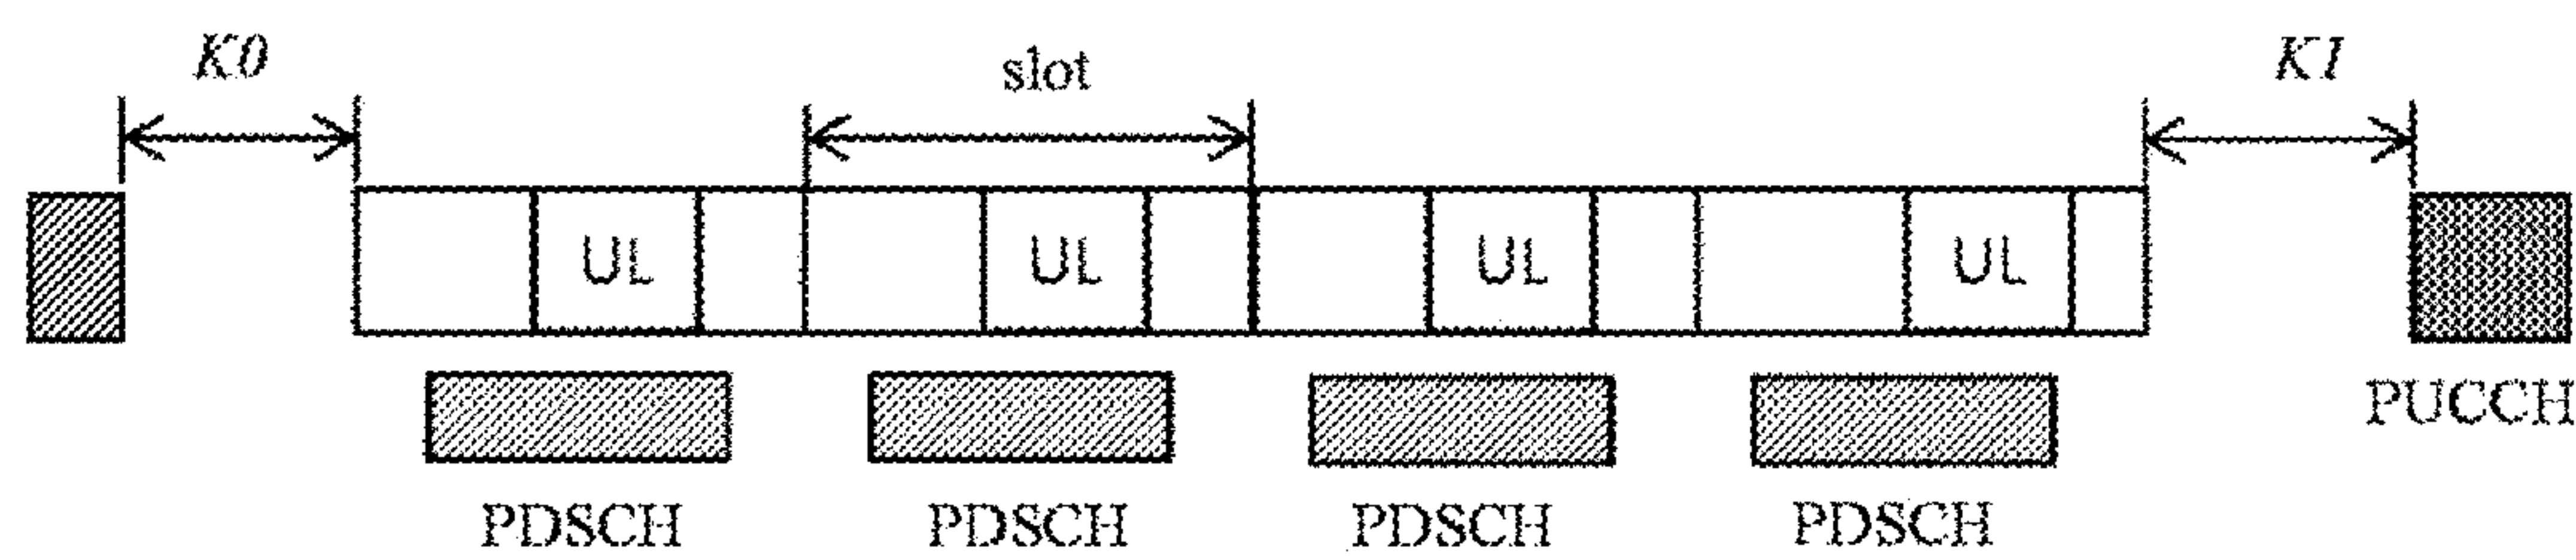 K0
slot
K1
UL
UL
UL
UL
PUCCH
PDSCH
PDSCH
PDSCH
PDSCH